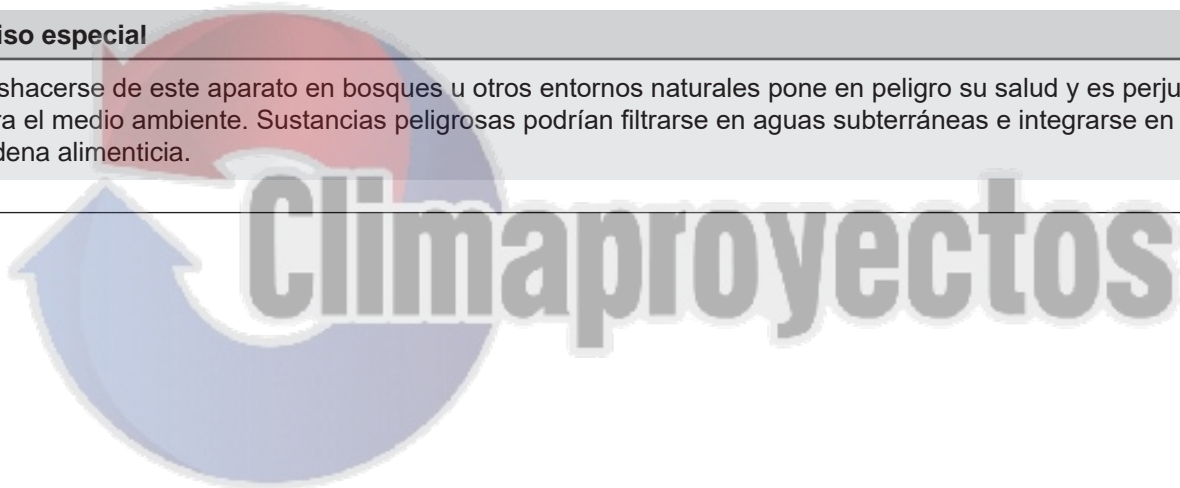 iso especial
shacerse de este aparato en bosques u otros entornos naturales pone en peligro su salud y es perju
ra el medio ambiente. Sustancias peligrosas podrían filtrarse en aguas subterráneas e integrarse en
dena alimenticia.
Climaproyectos